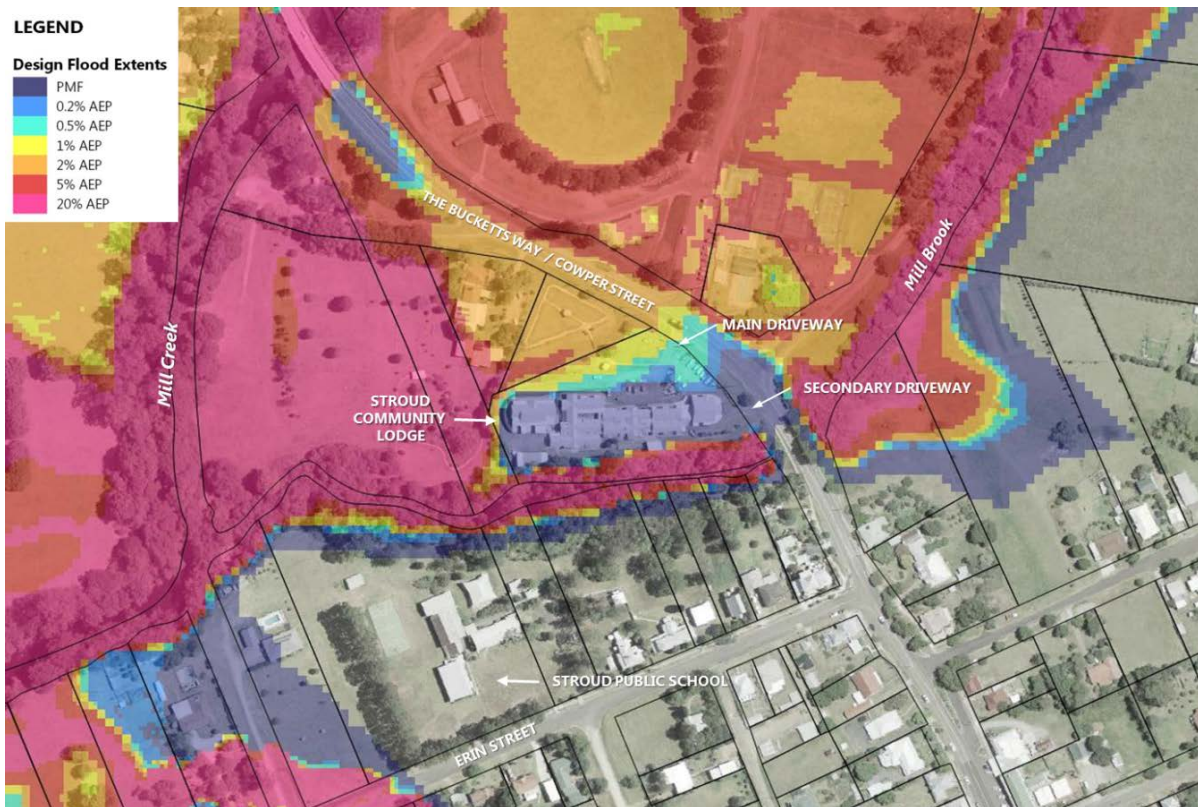 LEGEND
Design Flood Extents
PMF
0.2% AEP
0.5% AEP
1% AEP
2% AEP
5% AEP
20% AEP
THE BUCKETTS WAY / COWPER STREET
Mill Brook
Mill Creek
MAIN DRIVEWAY
SECONDARY DRIVEWAY
STROUD
COMMUNITY
LODGE
STROUD PUBLIC SCHOOL
ERIN STREET